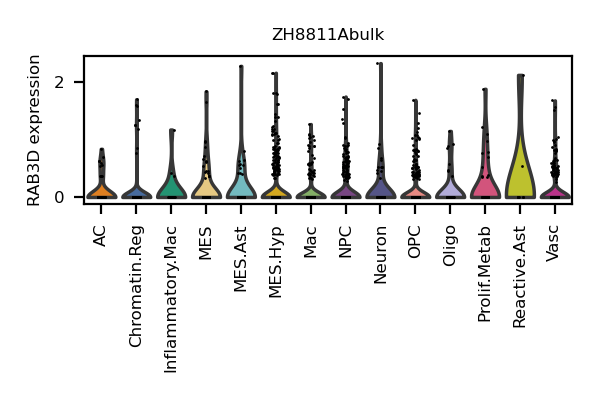 ZH8811Abulk
RAB3D expression
2
0
AC
Chromatin.Reg
Inflammatory.Mac
MES
MES.Ast
MES.Hyp
Mac
NPC
Neuron
OPC
Oligo
Prolif.Metab
Reactive.Ast
Vasc